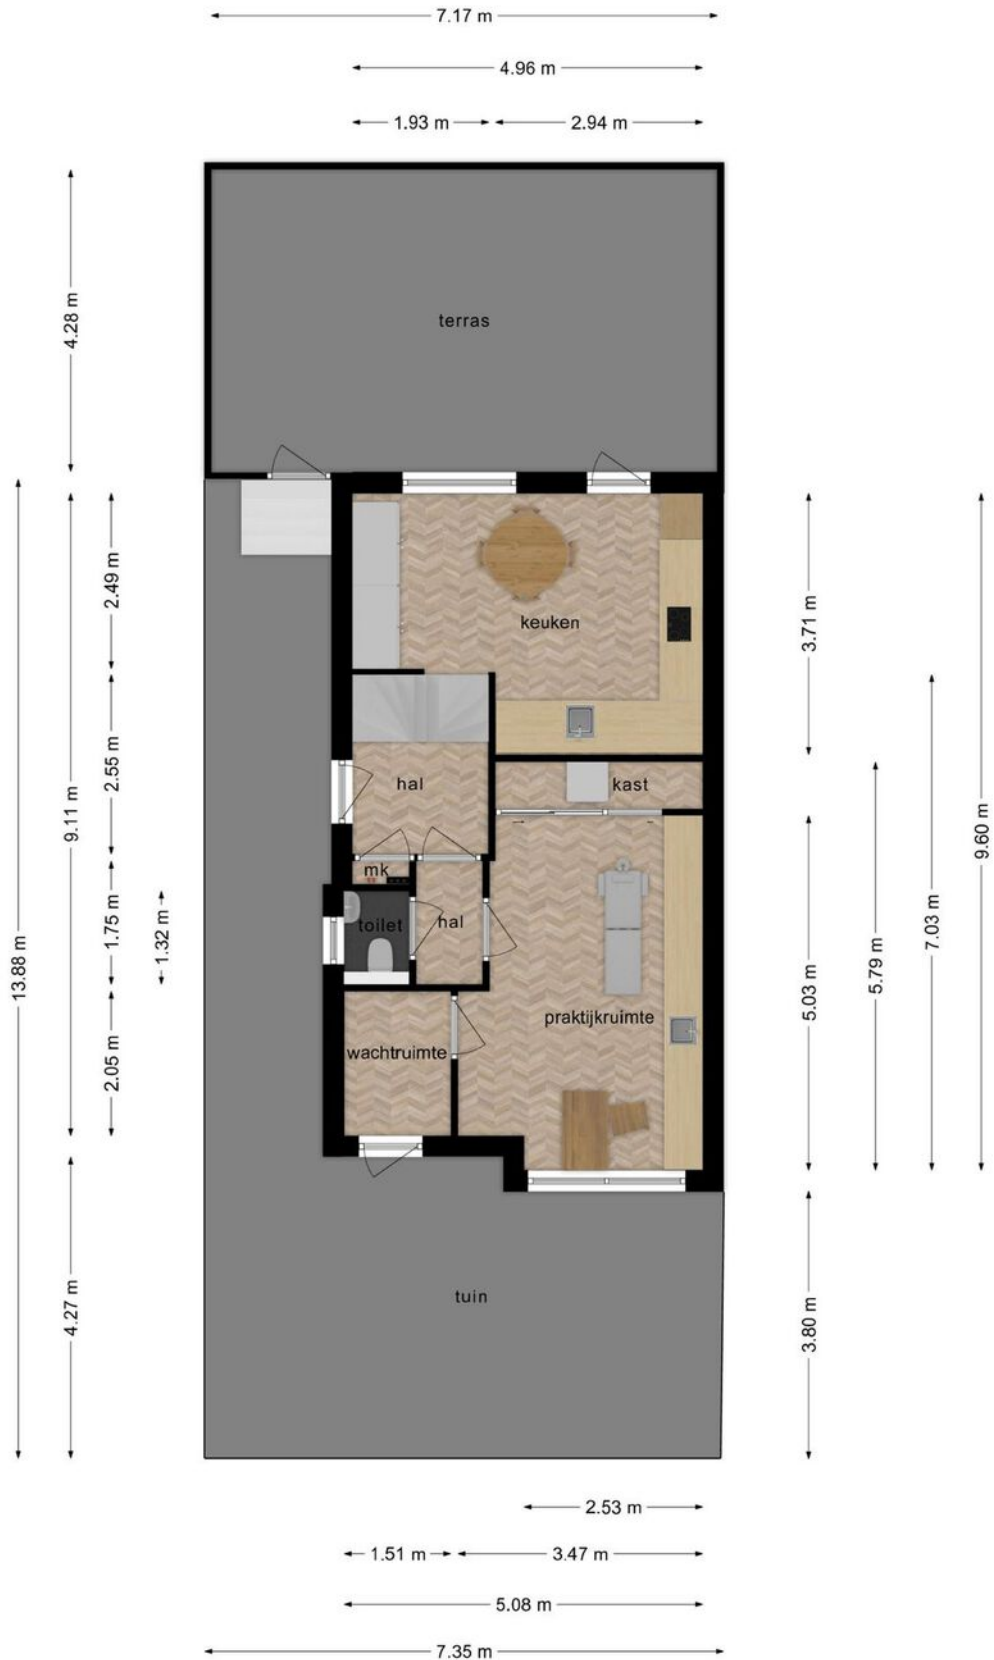 7.17 m
4.96 m
1.93 m
2.94 m
4.28 m
terras
13.88 m
9.11 m
2.49 m
2.55 m
1.75 m
1.32 m
2.05 m
4.27 m
keuken
hal
kast
mk
toilet
hal
praktijkruimte
wachtruimte
tuin
3.71 m
5.03 m
3.80 m
5.79 m
7.03 m
9.60 m
2.53 m
1.51 m
3.47 m
5.08 m
7.35 m